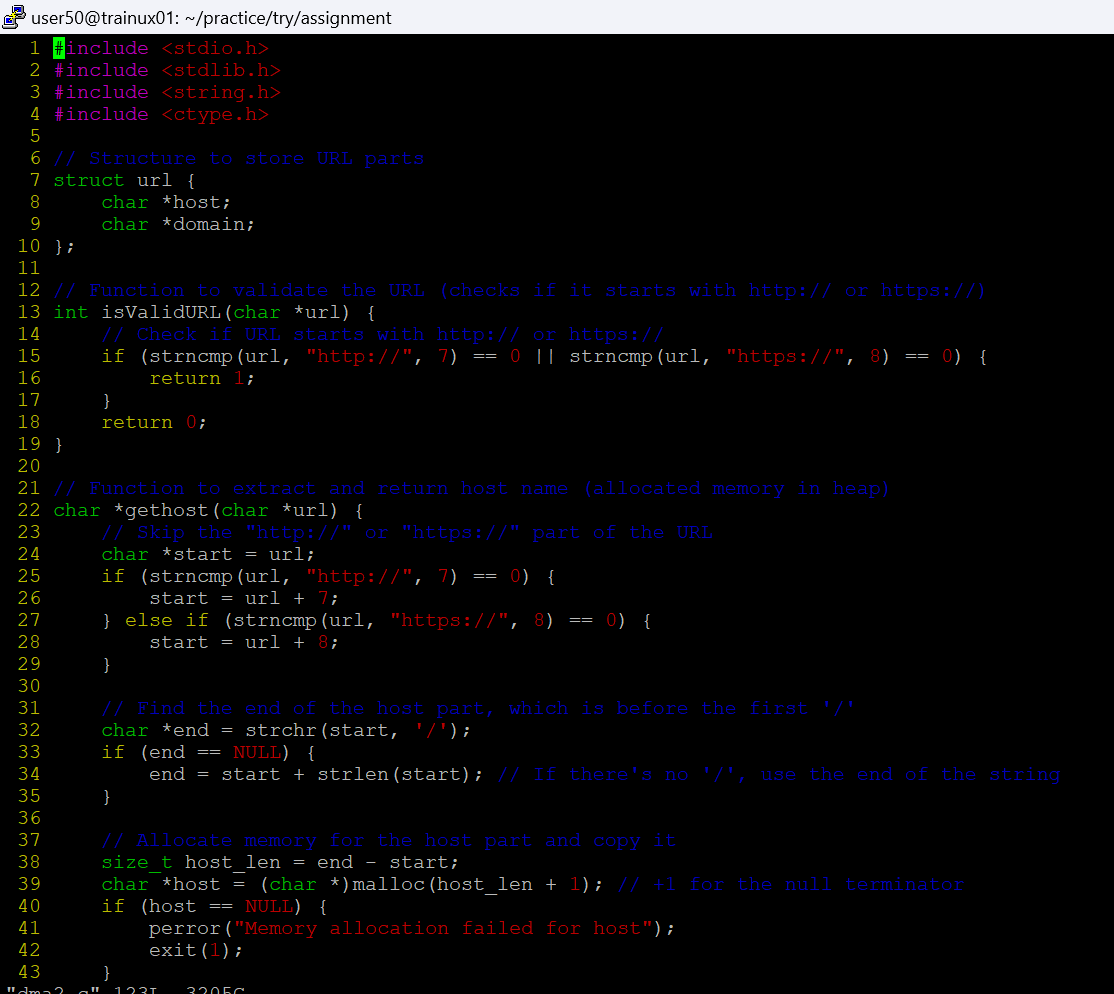 user50@trainux01: ~/practice/try/assignment
1 #include <stdio.h>
2 #include <stdlib.h>
3 #include <string.h>
4 #include <ctype.h>
5
6 // Structure to store URL parts
7 struct url {
8     char *host;
9     char *domain;
10 };
11
12 // Function to validate the URL (checks if it starts with http:// or https://)
13 int isValidURL(char *url) {
14     // Check if URL starts with http:// or https://
15     if (strncmp(url, "http://", 7) == 0 || strncmp(url, "https://", 8) == 0) {
16         return 1;
17     }
18     return 0;
19 }
20
21 // Function to extract and return host name (allocated memory in heap)
22 char *gethost(char *url) {
23     // Skip the "http://" or "https://" part of the URL
24     char *start = url;
25     if (strncmp(url, "http://", 7) == 0) {
26         start = url + 7;
27     } else if (strncmp(url, "https://", 8) == 0) {
28         start = url + 8;
29     }
30
31     // Find the end of the host part, which is before the first '/'
32     char *end = strchr(start, '/');
33     if (end == NULL) {
34         end = start + strlen(start); // If there's no '/', use the end of the string
35     }
36
37     // Allocate memory for the host part and copy it
38     size_t host_len = end - start;
39     char *host = (char *)malloc(host_len + 1); // +1 for the null terminator
40     if (host == NULL) {
41         perror("Memory allocation failed for host");
42         exit(1);
43     }
123L, 3205C